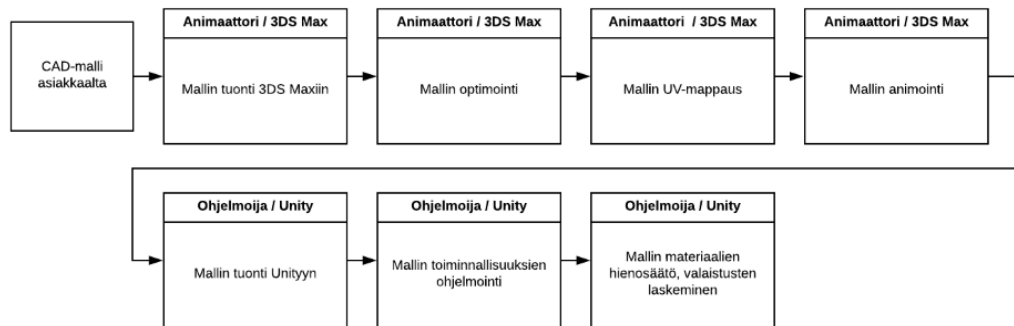 CAD-malli
asiakkaalta
Animaattori / 3DS Max
Mallin tuonti 3DS Maxiin
Animaattori / 3DS Max
Mallin optimointi
Animaattori / 3DS Max
Mallin UV-mappaus
Animaattori / 3DS Max
Mallin animointi
Ohjelmoija / Unity
Mallin tuonti Unityyn
Ohjelmoija / Unity
Mallin toiminnallisuuksien
ohjelmointi
Ohjelmoija / Unity
Mallin materiaalien
hienosäätö, valaistusten
laskeminen